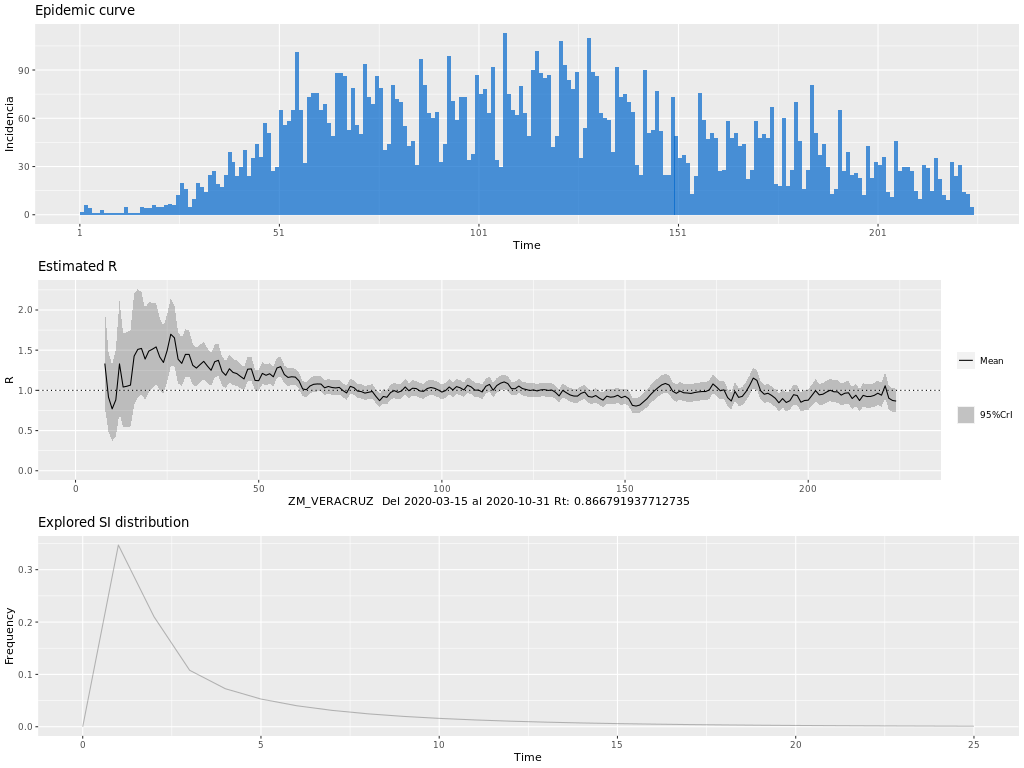 Epidemic curve
Incidencia
90
60
30
0
1 51 101 151 201
Time
Estimated R
R
2.0
1.5
1.0
0.5
0.0
0 50 100 150 200
Mean
95%CrI
ZM_VERACRUZ Del 2020-03-15 al 2020-10-31 Rt: 0.866791937712735
Explored SI distribution
Frequency
0.3
0.2
0.1
0.0
0 5 10 15 20 25
Time